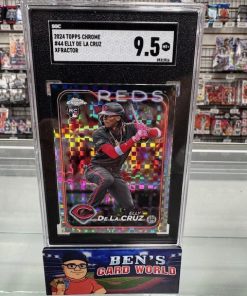 SGC
2024 TOPPS CHROME
#44 ELLY DE LA CRUZ
XFRACTOR
9.5
REDS
ELLY
DE LA CRUZ
BEN'S
CARD WORLD